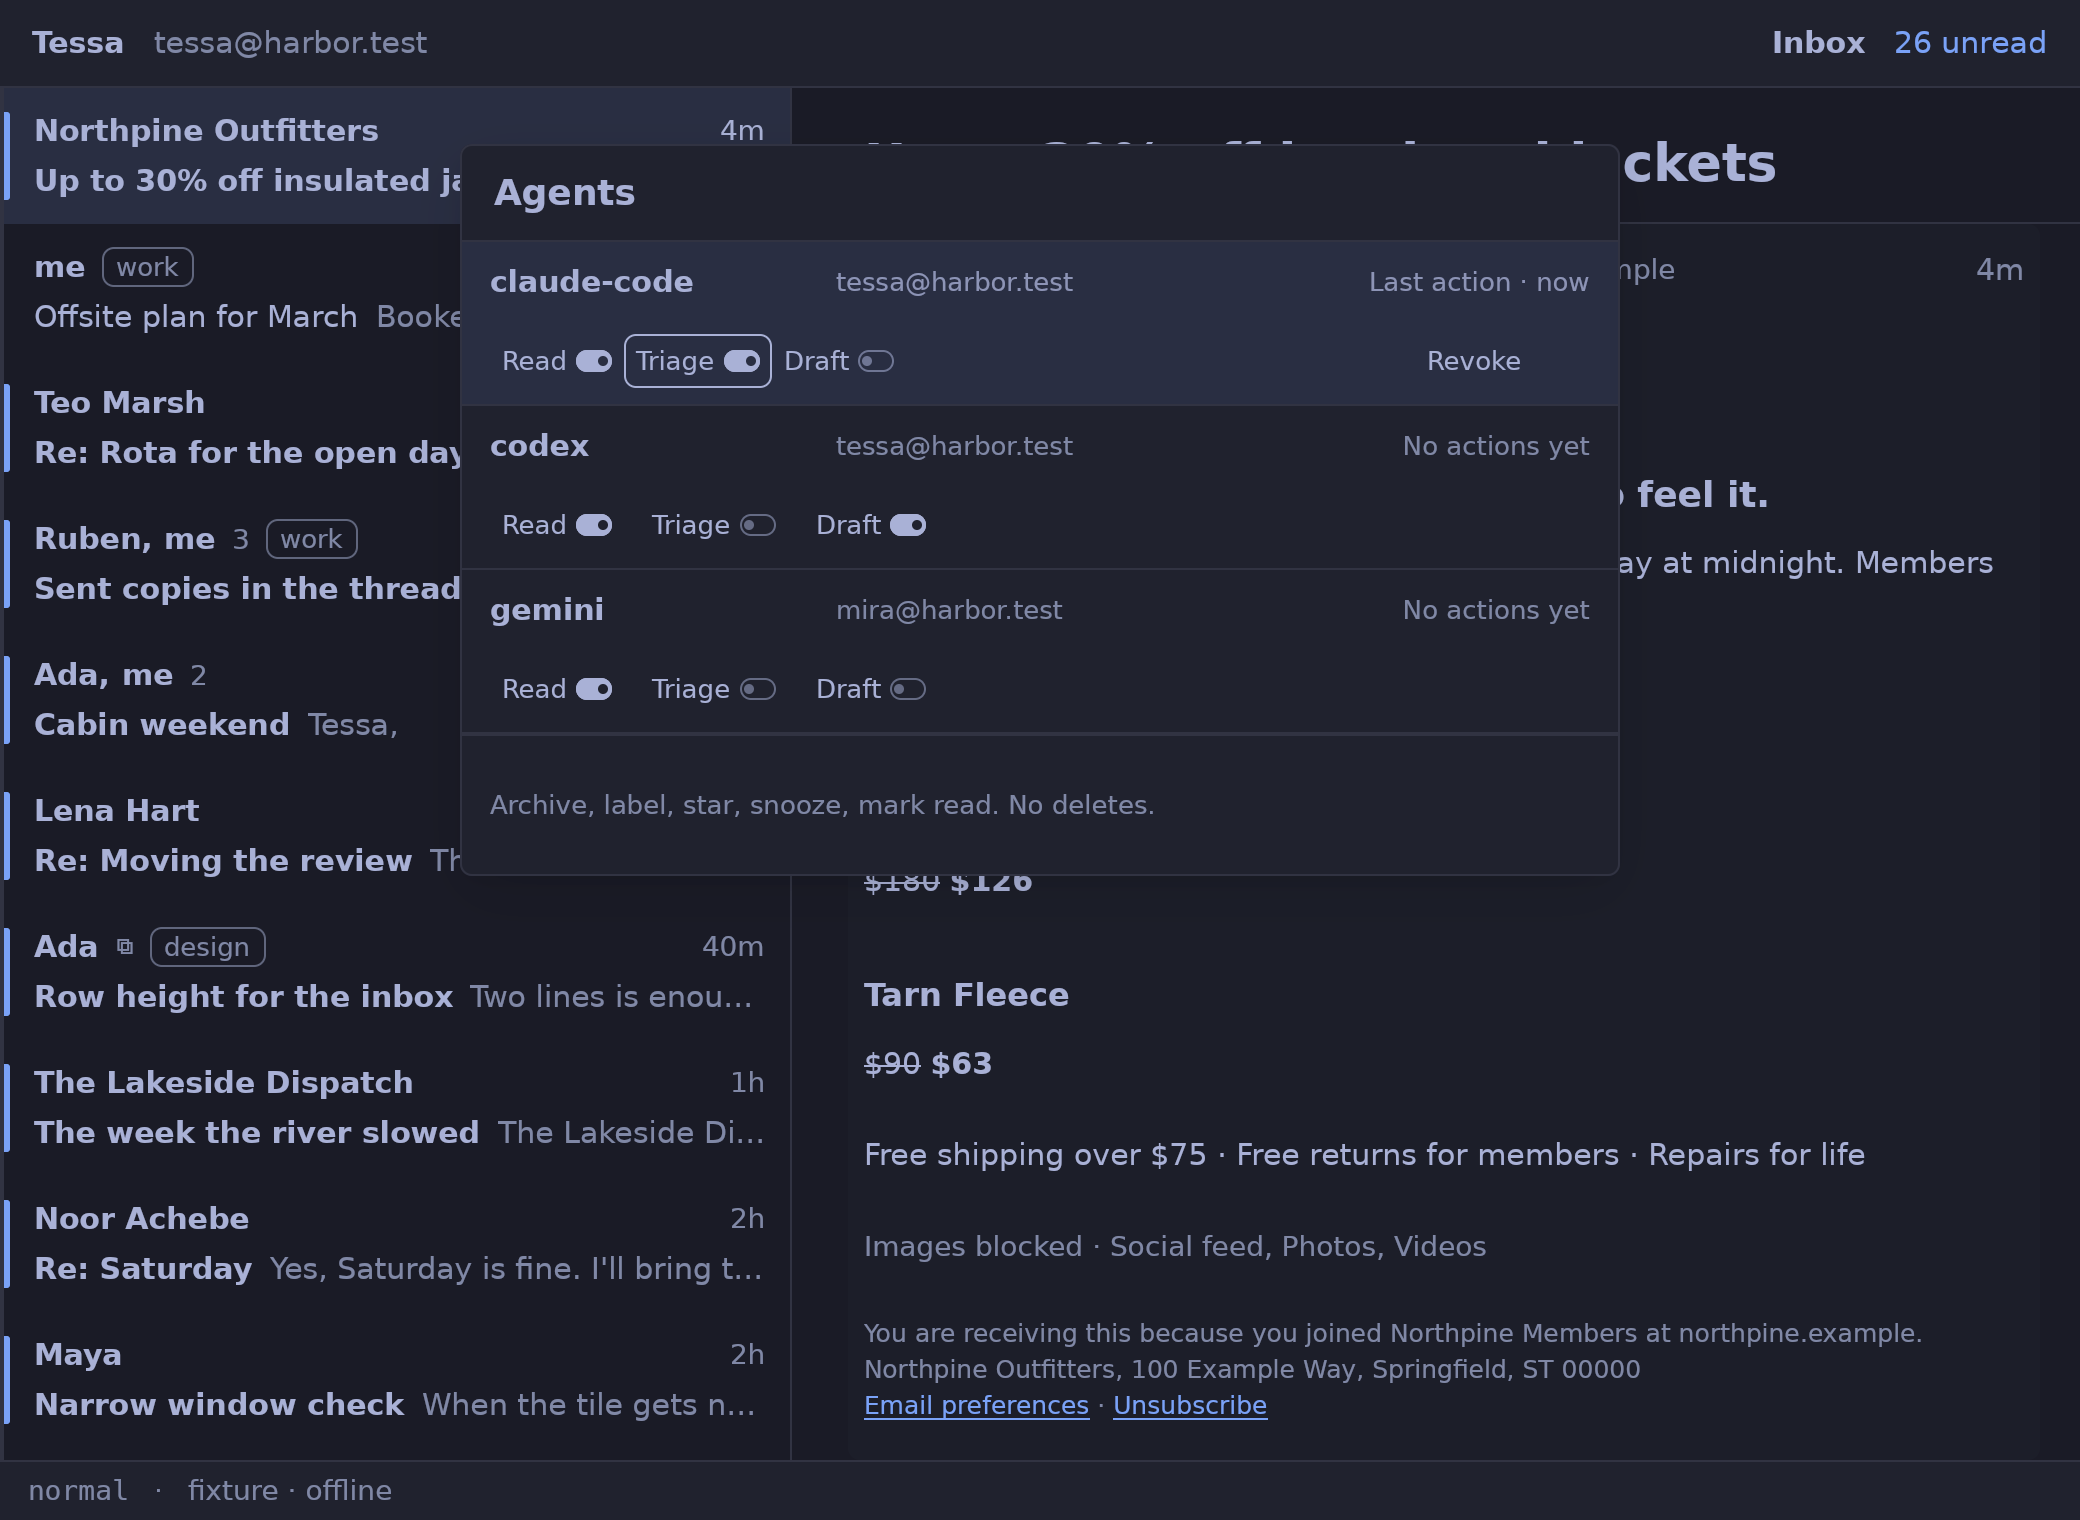 Tessa tessa@harbor.test Inbox 26 unread
Northpine Outfitters 4m
Up to 30% off insulated
me work
Offsite plan for March
Teo Marsh
Re: Rota for the open day
Ruben, me 3 work
Sent copies in the thread
Ada, me 2
Cabin weekend Tessa,
Lena Hart
Re: Moving the review
Ada design 40m
Row height for the inbox Two lines is enou...
The Lakeside Dispatch 1h
The week the river slowed The Lakeside Di...
Noor Achebe 2h
Re: Saturday Yes, Saturday is fine. I'll bring t...
Maya 2h
Narrow window check When the tile gets n...
Agents
claude-code tessa@harbor.test Last action · now
Read Triage Draft Revoke
codex tessa@harbor.test No actions yet
Read Triage Draft
gemini mira@harbor.test No actions yet
Read Triage Draft
Archive, label, star, snooze, mark read. No deletes.
4m
feel it.
at midnight. Members
$180 $126
Tarn Fleece
$90 $63
Free shipping over $75 · Free returns for members · Repairs for life
Images blocked · Social feed, Photos, Videos
You are receiving this because you joined Northpine Members at northpine.example.
Northpine Outfitters, 100 Example Way, Springfield, ST 00000
Email preferences · Unsubscribe
normal · fixture · offline